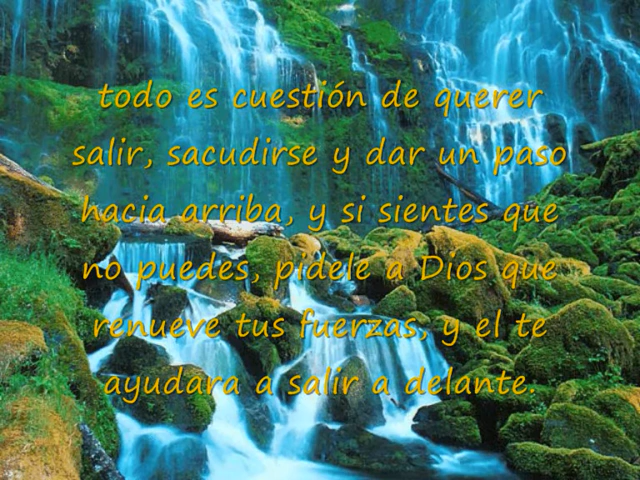 todo es cuestión de querer
salir, sacudirse y dar un paso
hacia arriba, y si sientes que
no puedes, pidele a Dios que
renueve tus fuerzas, y el te
ayudara a salir a delante.